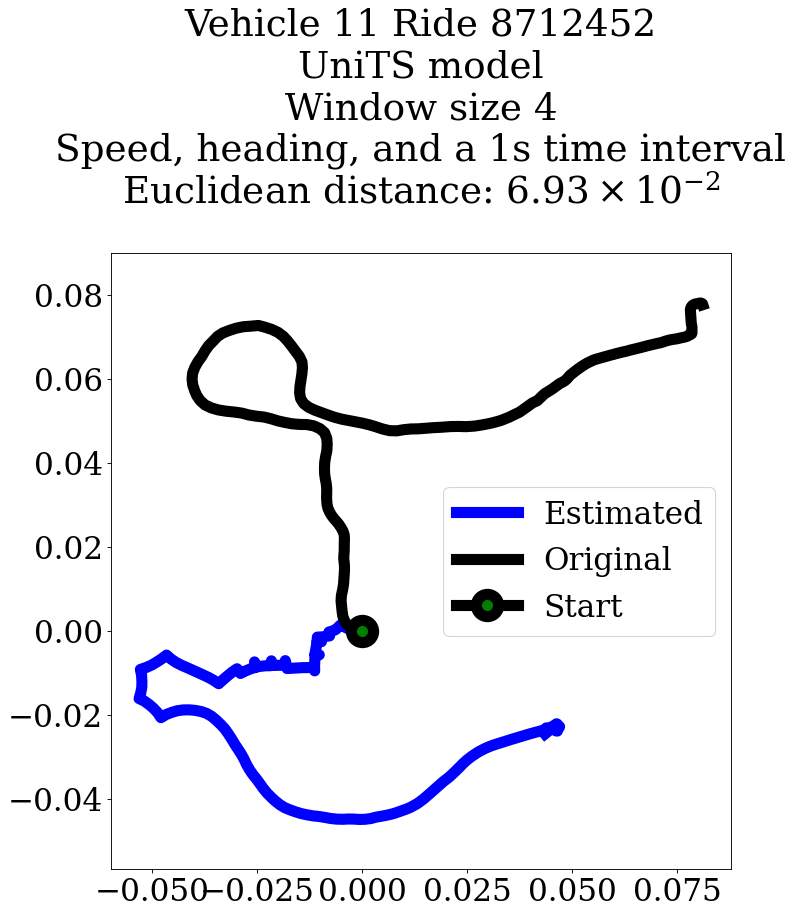 Vehicle 11 Ride 8712452
UniTS model
Window size 4
Speed, heading, and a 1s time interval
Euclidean distance: 6.93 × 10⁻²
0.08
0.06
0.04
0.02
0.00
−0.02
−0.04
Estimated
Original
Start
−0.050 −0.025 0.000 0.025 0.050 0.075